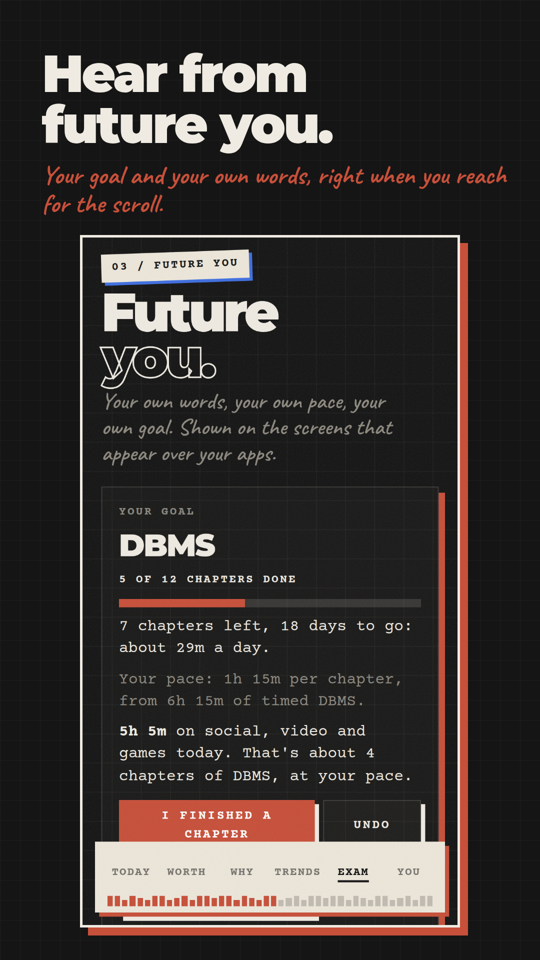 Hear from
future you.
Your goal and your own words, right when you reach
for the scroll.
03 / FUTURE YOU
Future
you.
Your own words, your own pace, your
own goal. Shown on the screens that
appear over your apps.
YOUR GOAL
DBMS
5 OF 12 CHAPTERS DONE
7 chapters left, 18 days to go:
about 29m a day.
Your pace: 1h 15m per chapter,
from 6h 15m of timed DBMS.
5h 5m on social, video and
games today. That's about 4
chapters of DBMS, at your pace.
I FINISHED A
CHAPTER
UNDO
TODAY WORTH WHY TRENDS EXAM YOU